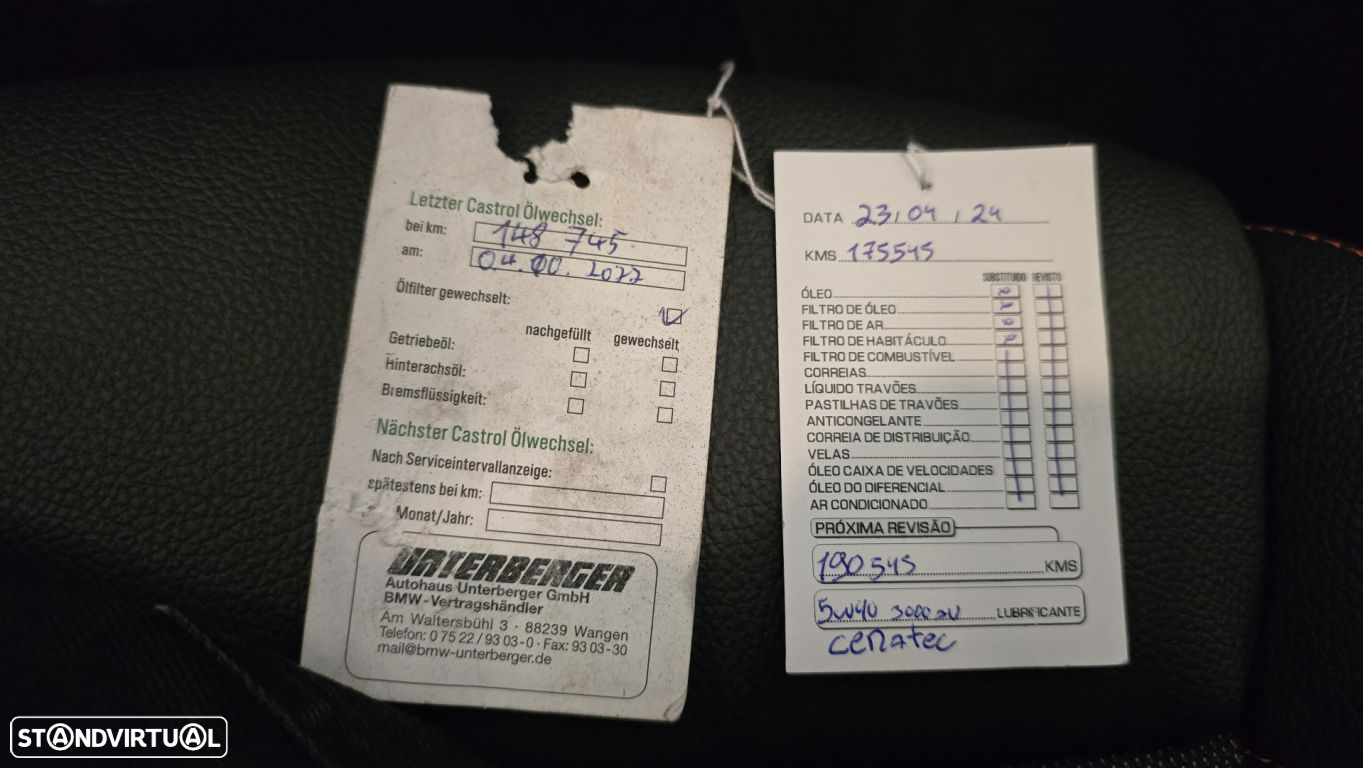 Letzter Castrol Ölwechsel:
bei km: 148 745
am: 2022
Ölfilter gewechselt:
nachgefüllt gewechselt
Getriebeöl:
Hinterachsöl:
Bremsflüssigkeit:
Nächster Castrol Ölwechsel:
Nach Serviceintervallanzeige:
spätestens bei km:
Monat/Jahr:
UNTERBERGER
Autohaus Unterberger GmbH
BMW-Vertragshändler
Am Waltersbühl 3 · 88239 Wangen
Telefon: 0 75 22 / 93 03-0 · Fax: 93 03-30
mail@bmw-unterberger.de
DATA 23/04/24
KMS 175545
SUBSTITUIDO REVISTO
ÓLEO
FILTRO DE ÓLEO
FILTRO DE AR
FILTRO DE HABITÁCULO
FILTRO DE COMBUSTÍVEL
CORREIAS
LÍQUIDO TRAVÕES
PASTILHAS DE TRAVÕES
ANTICONGELANTE
CORREIA DE DISTRIBUIÇÃO
VELAS
ÓLEO CAIXA DE VELOCIDADES
ÓLEO DO DIFERENCIAL
AR CONDICIONADO
PRÓXIMA REVISÃO
190545 KMS
5W40 LUBRIFICANTE
cenatec
STANDVIRTUAL